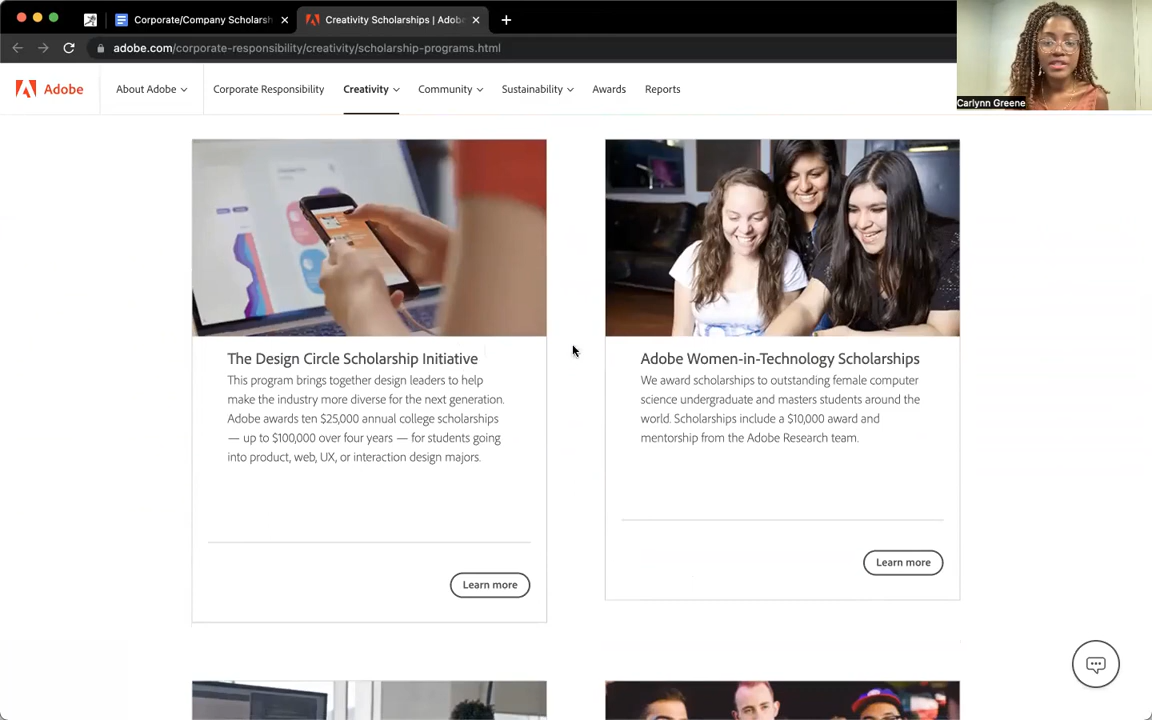 Corporate/Company Scholarsh
Creativity Scholarships | Adobe
adobe.com/corporate-responsibility/creativity/scholarship-programs.html
Carlynn Greene
Adobe
About Adobe
Corporate Responsibility
Creativity
Community
Sustainability
Awards
Reports
The Design Circle Scholarship Initiative
This program brings together design leaders to help
make the industry more diverse for the next generation.
Adobe awards ten $25,000 annual college scholarships
— up to $100,000 over four years — for students going
into product, web, UX, or interaction design majors.
Learn more
Adobe Women-in-Technology Scholarships
We award scholarships to outstanding female computer
science undergraduate and masters students around the
world. Scholarships include a $10,000 award and
mentorship from the Adobe Research team.
Learn more